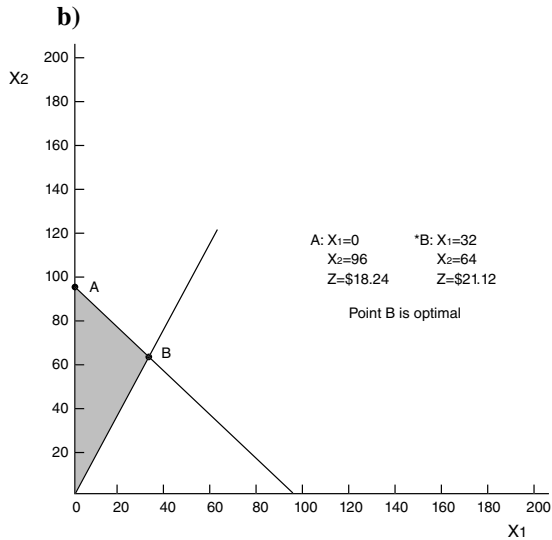 b)
X2
200
180
160
140
120
100
80
60
40
20
A
B
A: X1=0 *B: X1=32
X2=96 X2=64
Z=$18.24 Z=$21.12
Point B is optimal
0 20 40 60 80 100 120 140 160 180 200
X1